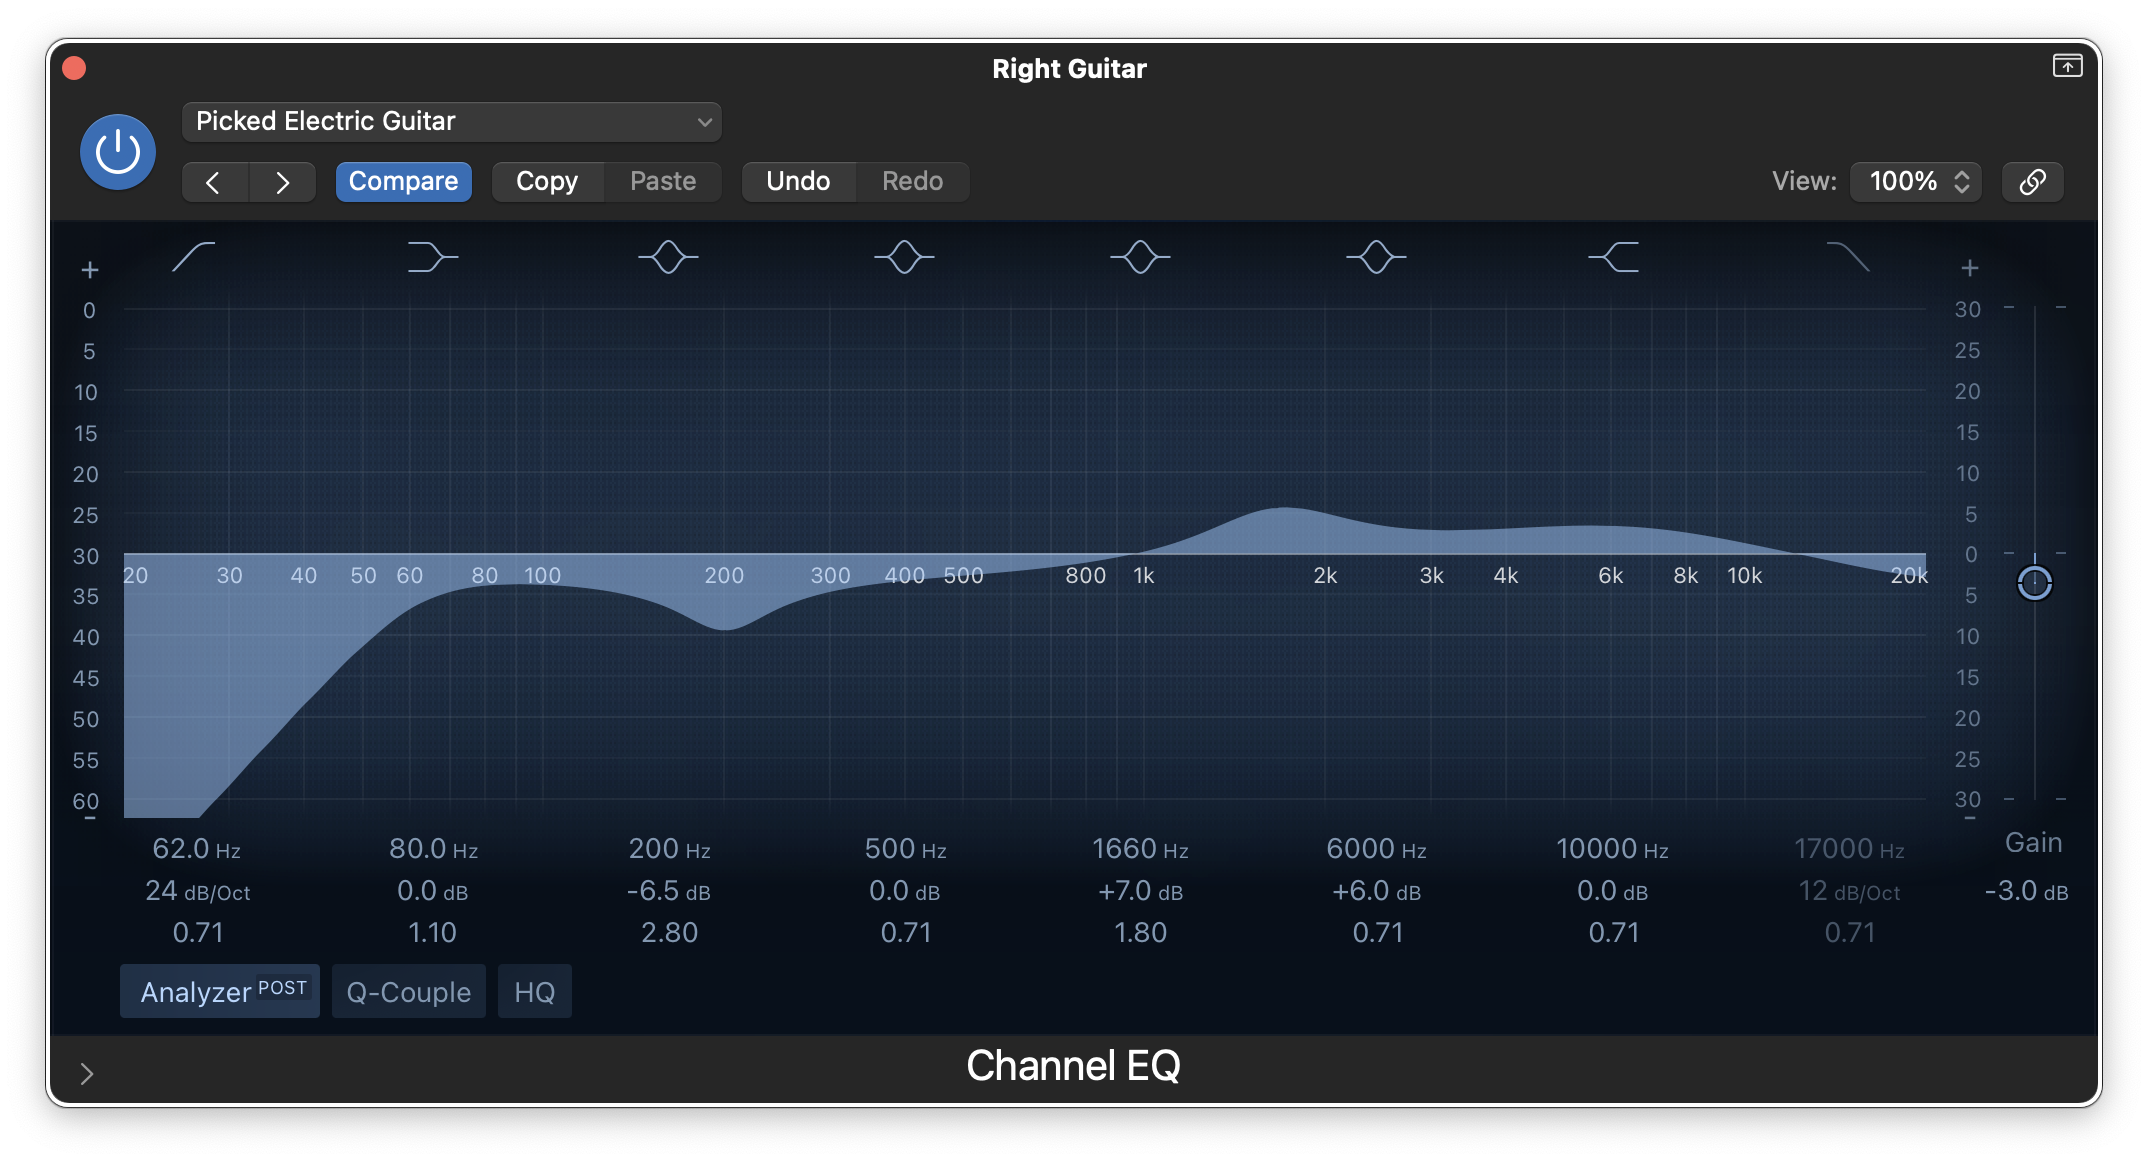 Right Guitar
Picked Electric Guitar
Compare Copy Paste Undo Redo View: 100%
+ +
0 30
5 25
10 20
15 15
20 10
25 5
30 0
20 30 40 50 60 80 100 200 300 400 500 800 1k 2k 3k 4k 6k 8k 10k 20k
35 5
40 10
45 15
50 20
55 25
60 30
- -
62.0 Hz 80.0 Hz 200 Hz 500 Hz 1660 Hz 6000 Hz 10000 Hz 17000 Hz Gain
24 dB/Oct 0.0 dB -6.5 dB 0.0 dB +7.0 dB +6.0 dB 0.0 dB 12 dB/Oct -3.0 dB
0.71 1.10 2.80 0.71 1.80 0.71 0.71 0.71
Analyzer POST Q-Couple HQ
Channel EQ